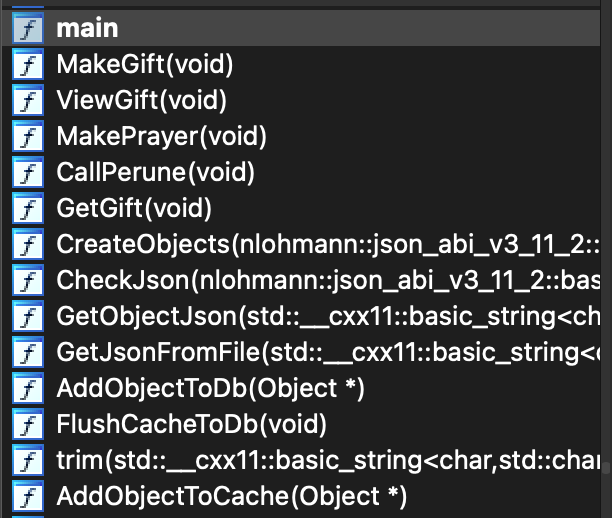 main
MakeGift(void)
ViewGift(void)
MakePrayer(void)
CallPerune(void)
GetGift(void)
CreateObjects(nlohmann::json_abi_v3_11_2::
CheckJson(nlohmann::json_abi_v3_11_2::bas
GetObjectJson(std::__cxx11::basic_string<ch
GetJsonFromFile(std::__cxx11::basic_string<
AddObjectToDb(Object *)
FlushCacheToDb(void)
trim(std::__cxx11::basic_string<char,std::char
AddObjectToCache(Object *)